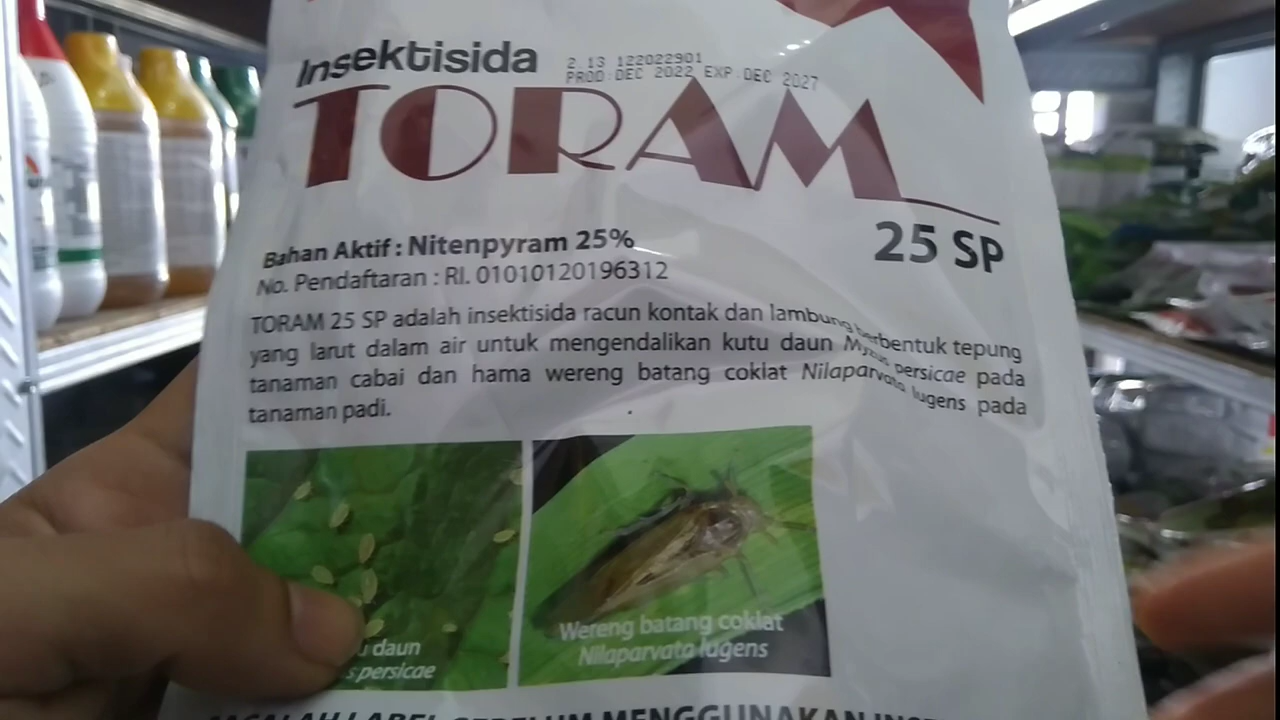 Insektisida
2.13 122022901
PROD:DEC 2022 EXP.DEC 2027
TORAM
25 SP
Bahan Aktif : Nitenpyram 25%
No. Pendaftaran : RI. 01010120196312
TORAM 25 SP adalah insektisida racun kontak dan lambung berbentuk tepung
yang larut dalam air untuk mengendalikan kutu daun Myzus persicae pada
tanaman cabai dan hama wereng batang coklat Nilaparvata lugens pada
tanaman padi.
daun
persicae
Wereng batang coklat
Nilaparvata lugens
LABEL SEBELUM MENGGUNAKAN